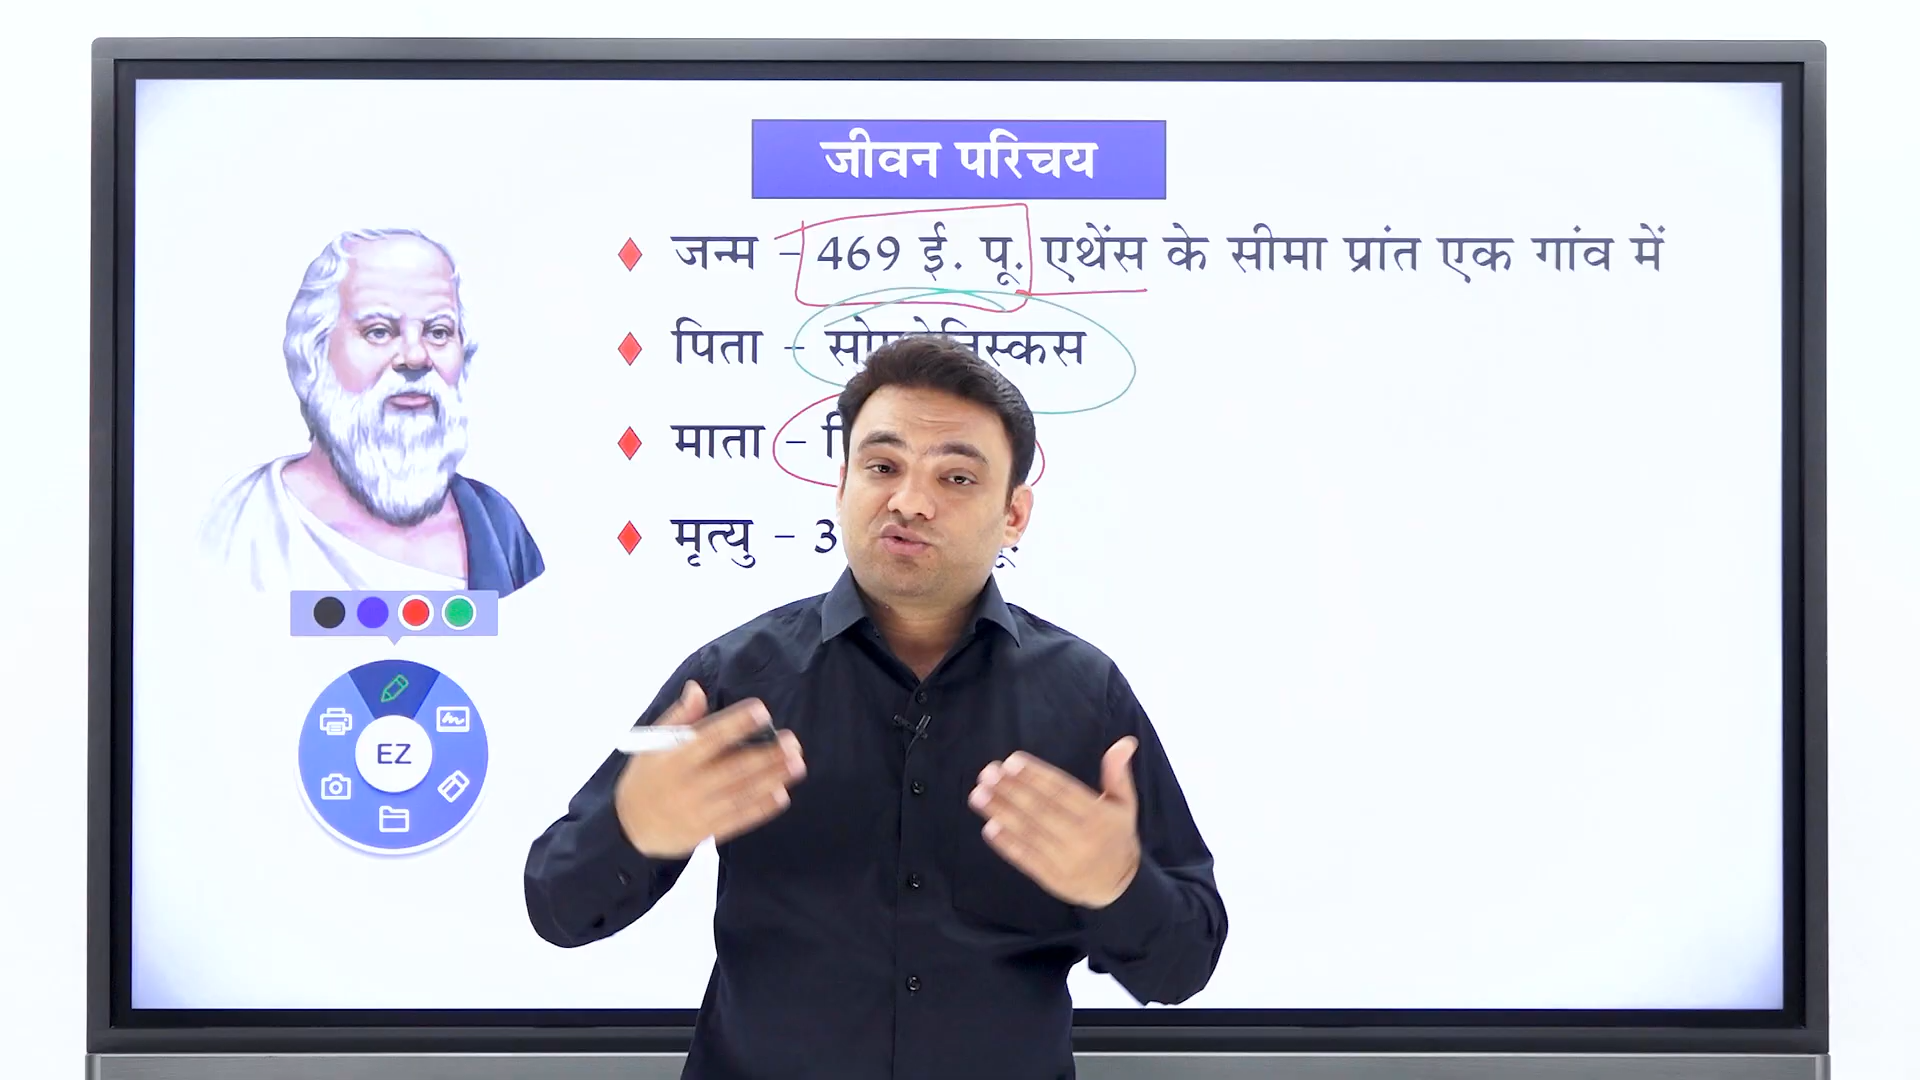 जीवन परिचय
जन्म - 469 ई. पू. एथेंस के सीमा प्रांत एक गांव में
पिता -
माता -
मृत्यु -
EZ